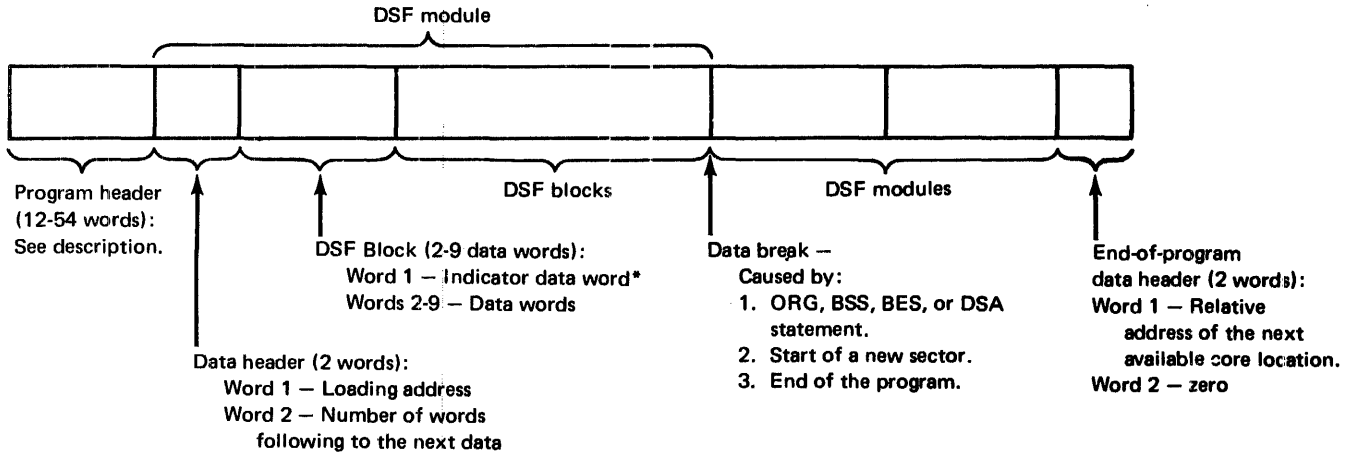 DSF module
Program header
(12-54 words):
See description.
DSF blocks
DSF modules
DSF Block (2-9 data words):
Word 1 — Indicator data word*
Words 2-9 — Data words
Data header (2 words):
Word 1 — Loading address
Word 2 — Number of words
following to the next data
Data break —
Caused by:
1. ORG, BSS, BES, or DSA
statement.
2. Start of a new sector.
3. End of the program.
End-of-program
data header (2 words):
Word 1 — Relative
address of the next
available core location.
Word 2 — zero